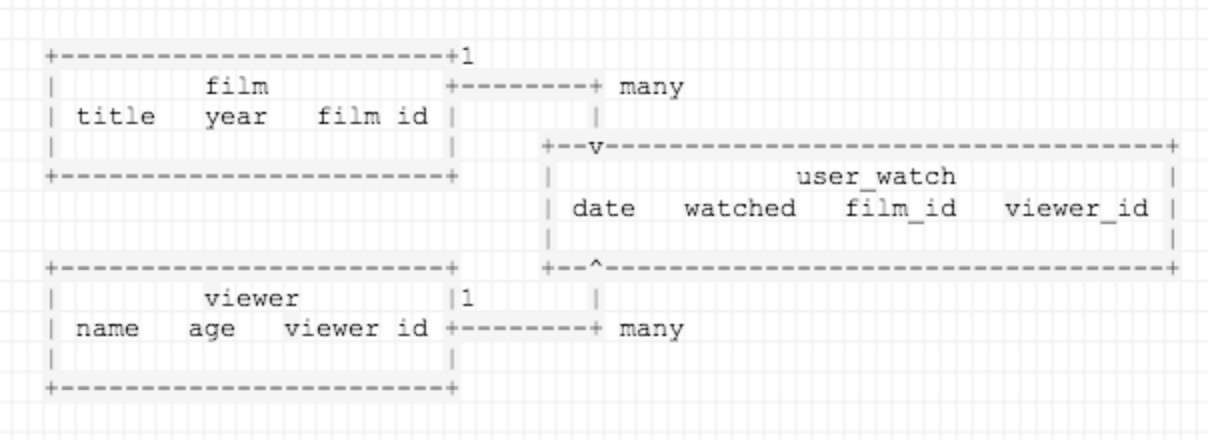 +-------------------------+1
|         film            +---------+ many
| title   year   film id |         |
|                         |     +--v------------------------------------+
+-------------------------+     |               user_watch              |
| date   watched   film_id   viewer_id |
|                                       |
+-------------------------+     +--^------------------------------------+
|         viewer          |1        |
| name   age   viewer id +---------+ many
|                         |
+-------------------------+